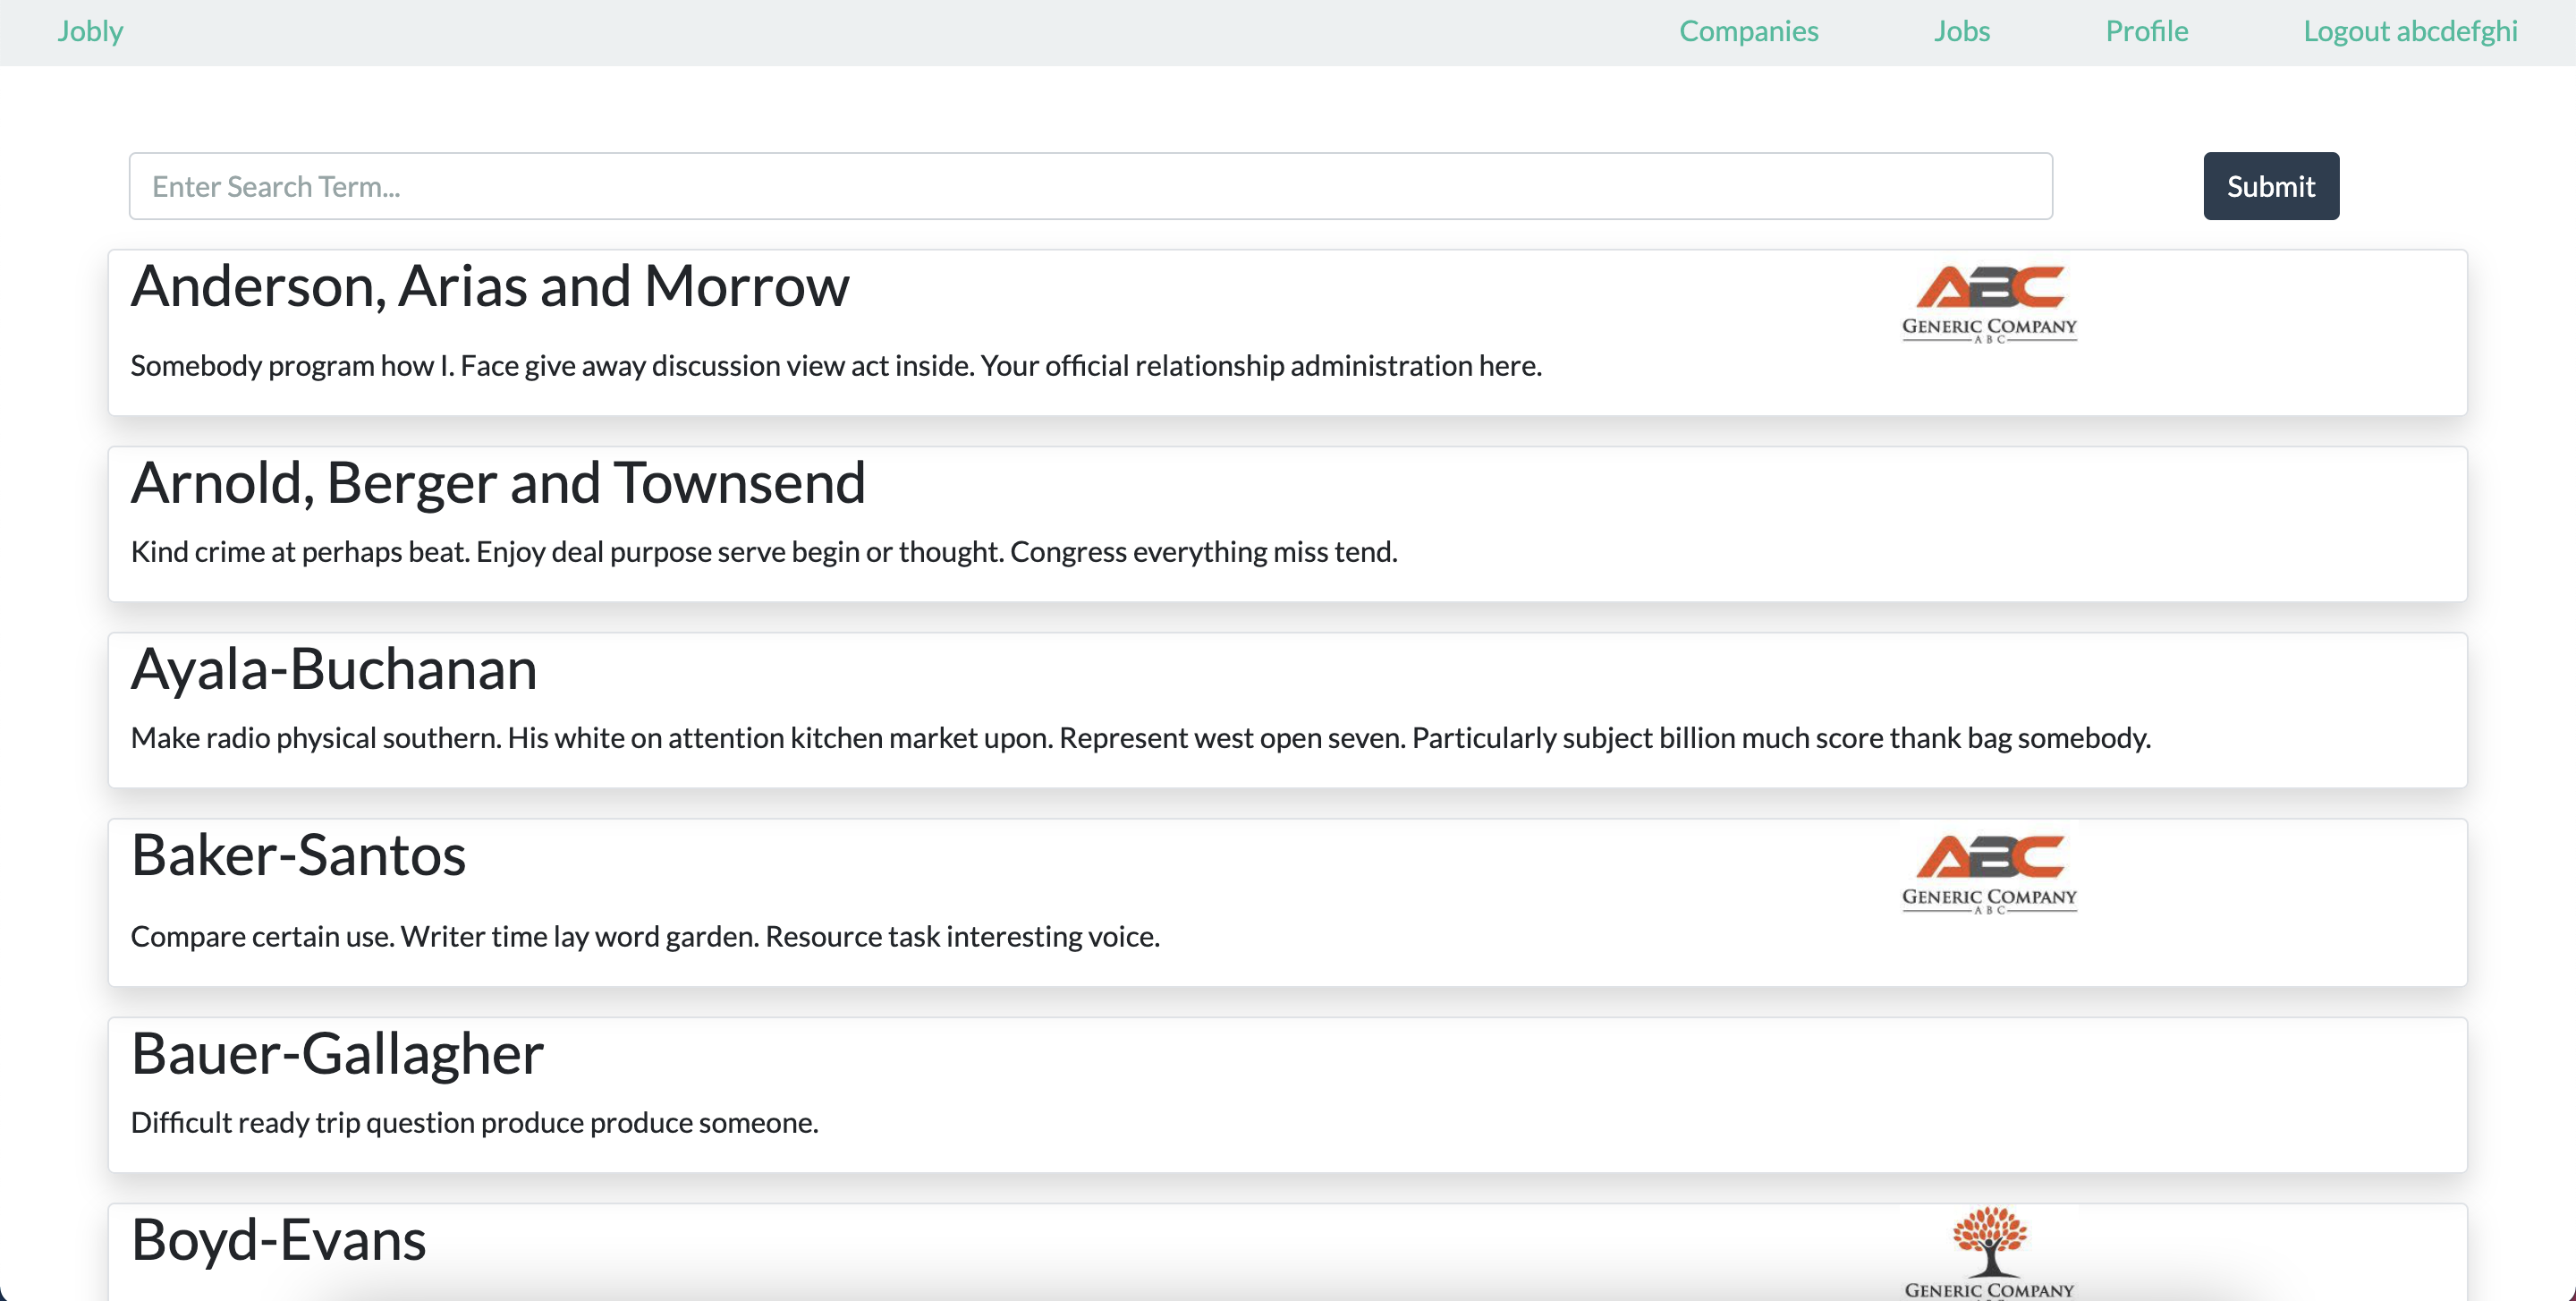 Jobly Companies Jobs Profile Logout abcdefghi
Enter Search Term... Submit
Anderson, Arias and Morrow
ABC
GENERIC COMPANY
ABC
Somebody program how I. Face give away discussion view act inside. Your official relationship administration here.
Arnold, Berger and Townsend
Kind crime at perhaps beat. Enjoy deal purpose serve begin or thought. Congress everything miss tend.
Ayala-Buchanan
Make radio physical southern. His white on attention kitchen market upon. Represent west open seven. Particularly subject billion much score thank bag somebody.
Baker-Santos
ABC
GENERIC COMPANY
ABC
Compare certain use. Writer time lay word garden. Resource task interesting voice.
Bauer-Gallagher
Difficult ready trip question produce produce someone.
Boyd-Evans
GENERIC COMPANY